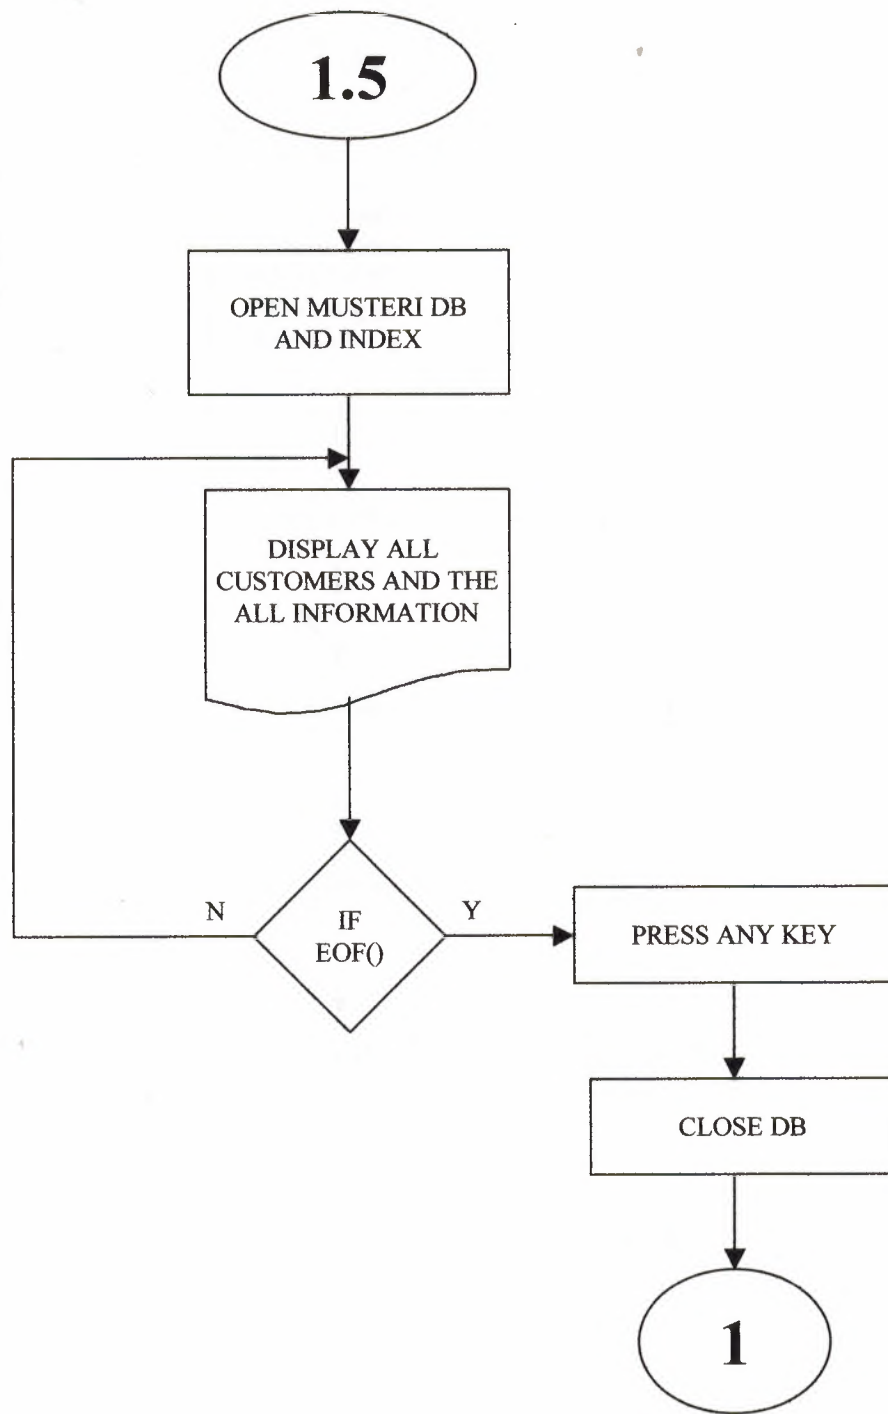 1.5
OPEN MUSTERI DB
AND INDEX
DISPLAY ALL
CUSTOMERS AND THE
ALL INFORMATION
N
IF
EOF()
Y
PRESS ANY KEY
CLOSE DB
1